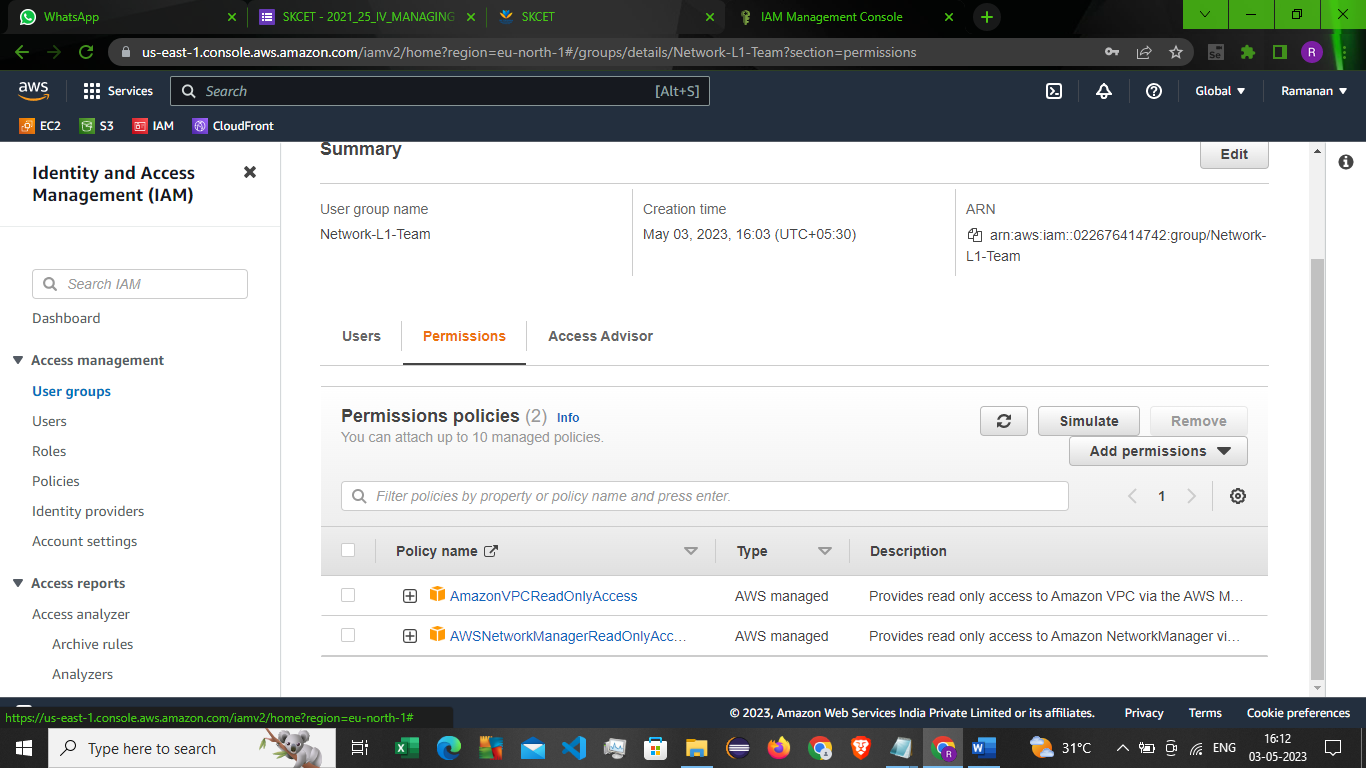 WhatsApp
SKCET - 2021_25_IV_MANAGING
SKCET
IAM Management Console
us-east-1.console.aws.amazon.com/iamv2/home?region=eu-north-1#/groups/details/Network-L1-Team?section=permissions
R
aws
Services
Search
[Alt+S]
Global
Ramanan
EC2
S3
IAM
CloudFront
Identity and Access
Management (IAM)
Search IAM
Dashboard
Access management
User groups
Users
Roles
Policies
Identity providers
Account settings
Access reports
Access analyzer
Archive rules
Analyzers
Summary
Edit
User group name
Network-L1-Team
Creation time
May 03, 2023, 16:03 (UTC+05:30)
ARN
arn:aws:iam::022676414742:group/Network-
L1-Team
Users
Permissions
Access Advisor
Permissions policies (2) Info
You can attach up to 10 managed policies.
Simulate
Remove
Add permissions
Filter policies by property or policy name and press enter.
1
Policy name
Type
Description
AmazonVPCReadOnlyAccess
AWS managed
Provides read only access to Amazon VPC via the AWS M...
AWSNetworkManagerReadOnlyAcc...
AWS managed
Provides read only access to Amazon NetworkManager vi...
https://us-east-1.console.aws.amazon.com/iamv2/home?region=eu-north-1#
© 2023, Amazon Web Services India Private Limited or its affiliates.
Privacy
Terms
Cookie preferences
Type here to search
31°C
ENG
16:12
03-05-2023